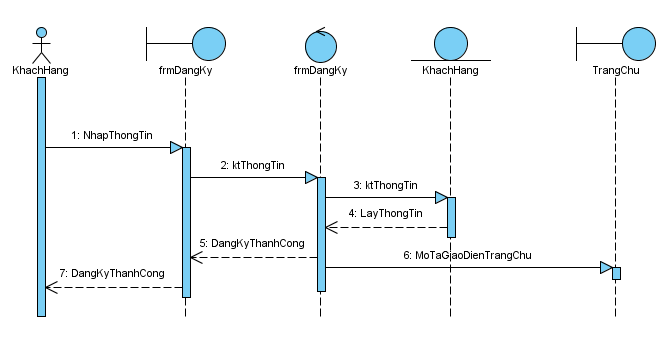 KhachHang
frmDangKy
frmDangKy
KhachHang
TrangChu
1: NhapThongTin
2: ktThongTin
3: ktThongTin
4: LayThongTin
5: DangKyThanhCong
6: MoTaGiaoDienTrangChu
7: DangKyThanhCong